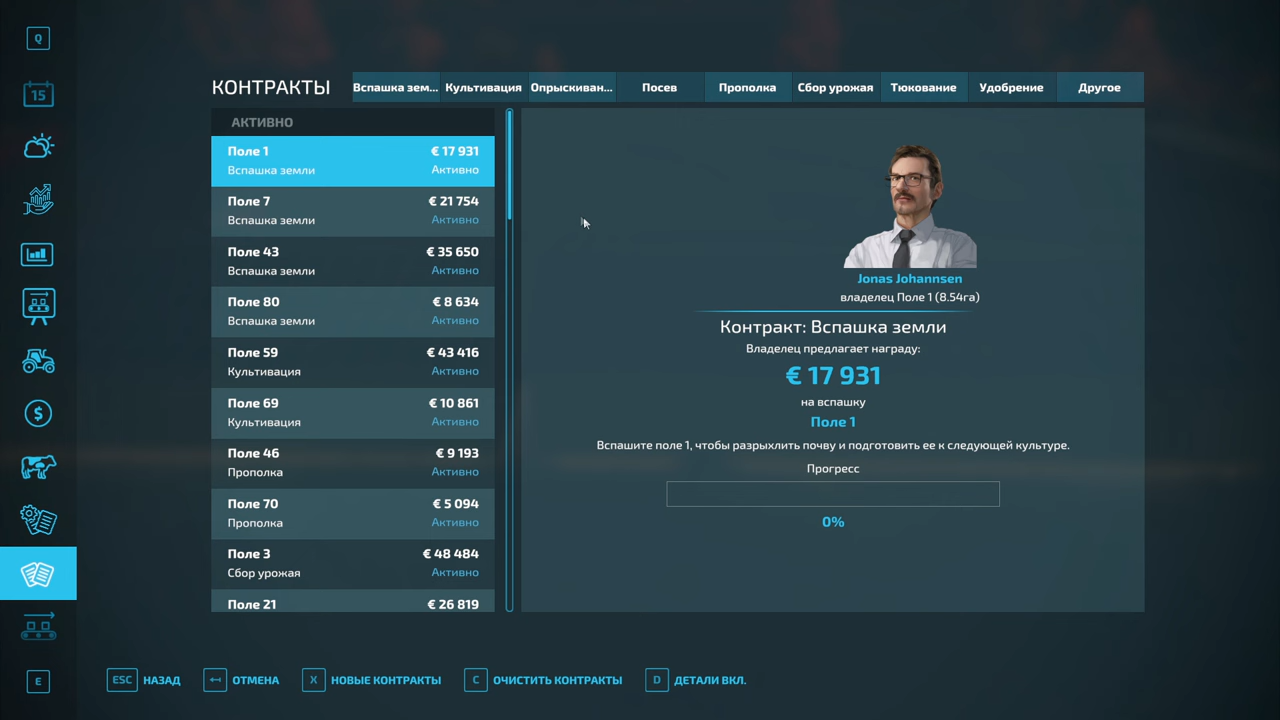 Q
15
КОНТРАКТЫ
Вспашка зем... Культивация Опрыскиван... Посев Прополка Сбор урожая Тюкование Удобрение Другое
АКТИВНО
Поле 1 € 17 931
Вспашка земли Активно
Поле 7 € 21 754
Вспашка земли Активно
Поле 43 € 35 650
Вспашка земли Активно
Поле 80 € 8 634
Вспашка земли Активно
Поле 59 € 43 416
Культивация Активно
Поле 69 € 10 861
Культивация Активно
Поле 46 € 9 193
Прополка Активно
Поле 70 € 5 094
Прополка Активно
Поле 3 € 48 484
Сбор урожая Активно
Поле 21 € 26 819
Jonas Johannsen
владелец Поле 1 (8.54га)
Контракт: Вспашка земли
Владелец предлагает награду:
€ 17 931
на вспашку
Поле 1
Вспашите поле 1, чтобы разрыхлить почву и подготовить ее к следующей культуре.
Прогресс
0%
E
ESC НАЗАД ОТМЕНА X НОВЫЕ КОНТРАКТЫ C ОЧИСТИТЬ КОНТРАКТЫ D ДЕТАЛИ ВКЛ.